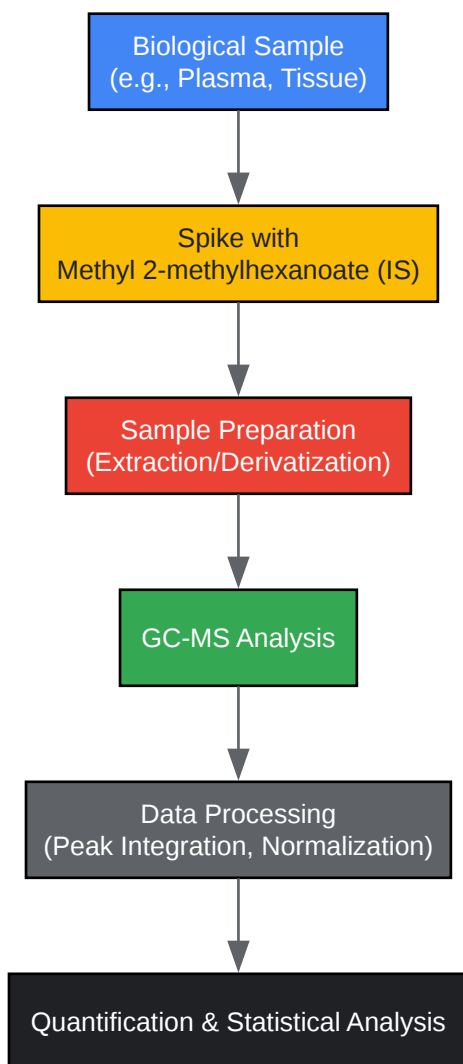 Biological Sample
(e.g., Plasma, Tissue)
Spike with
Methyl 2-methylhexanoate (IS)
Sample Preparation
(Extraction/Derivatization)
GC-MS Analysis
Data Processing
(Peak Integration, Normalization)
Quantification & Statistical Analysis